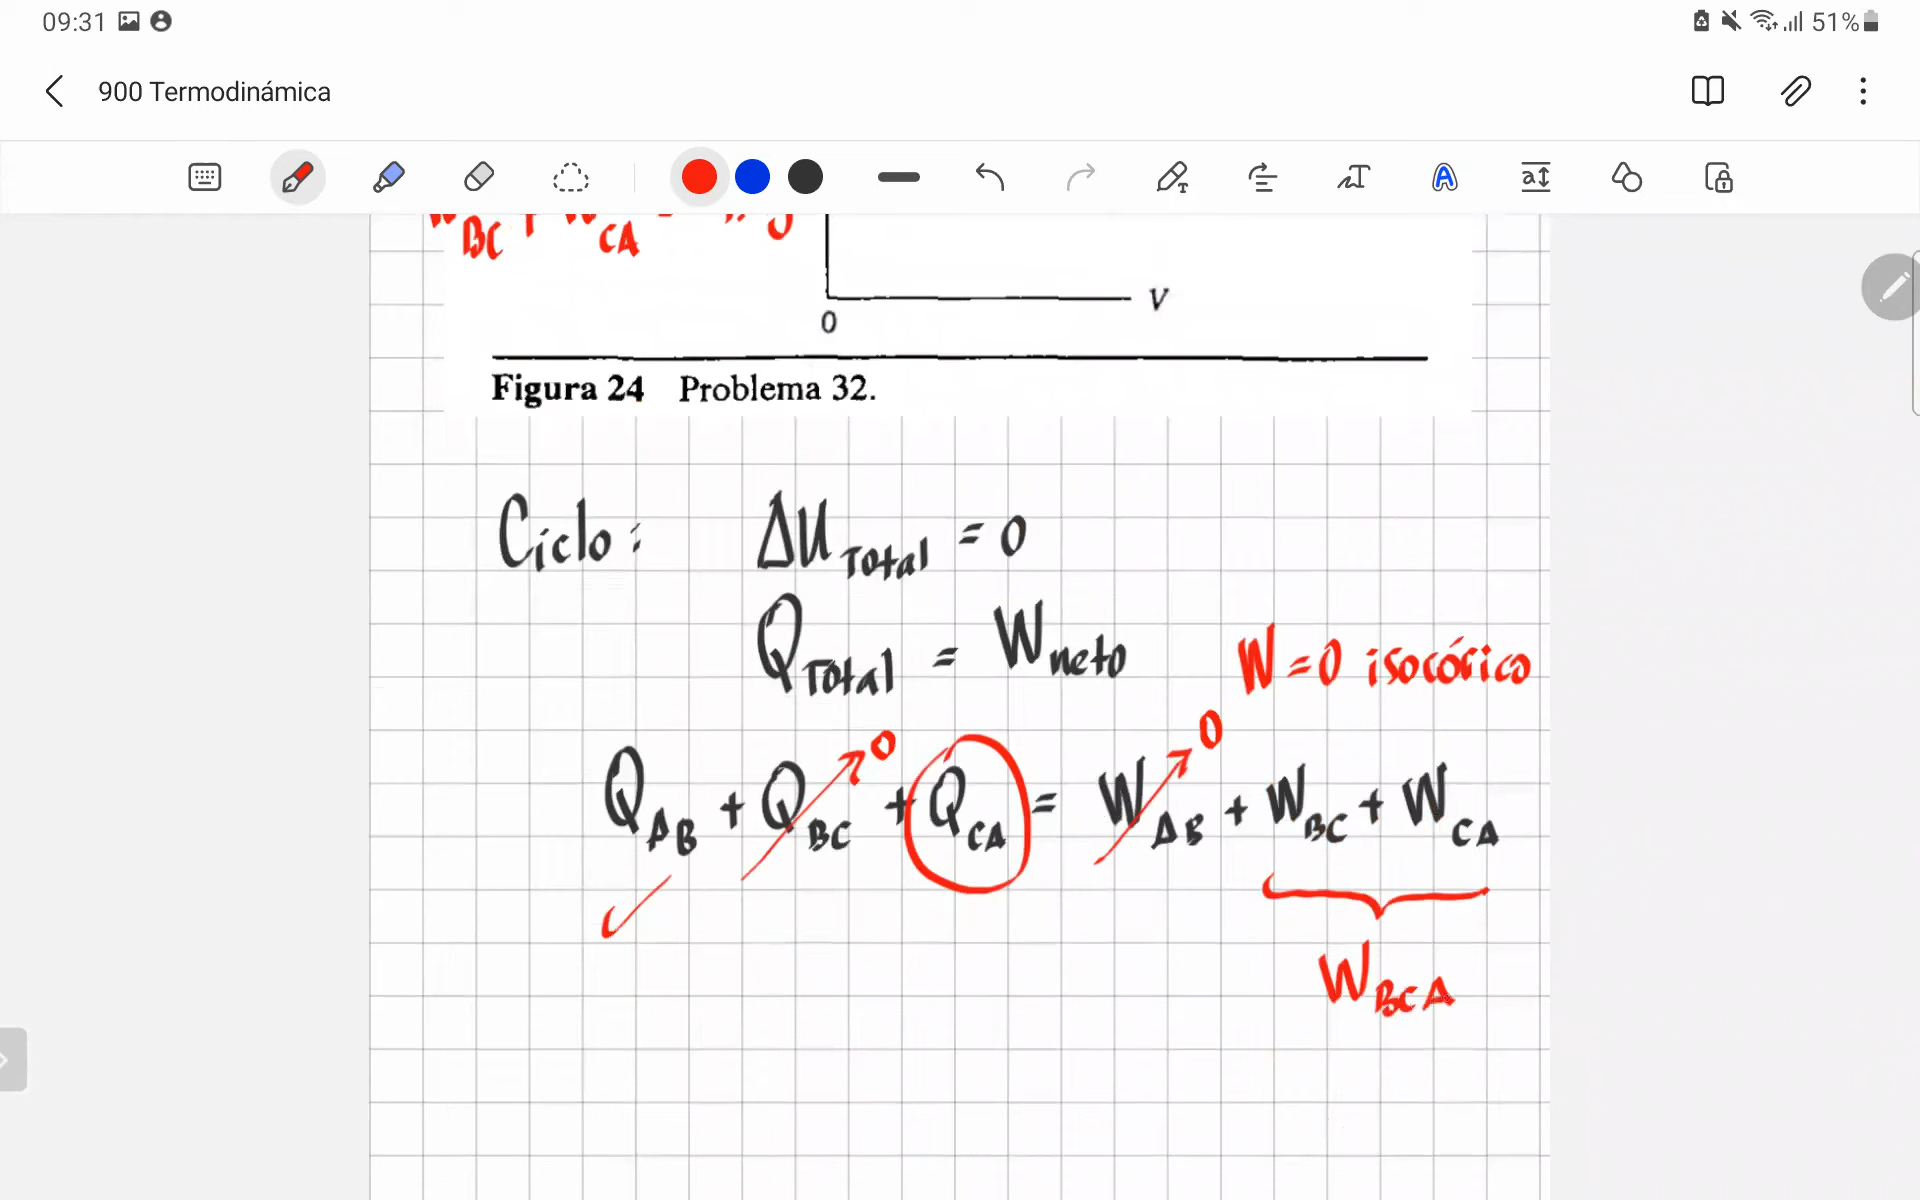 09:31 51%
900 Termodinámica
BC CA
V
0
Figura 24 Problema 32.
Ciclo: ΔU Total = 0
Q Total = W neto
W = 0 isocórico
0 0
Q AB + Q BC + Q CA = W AB + W BC + W CA
W BCA